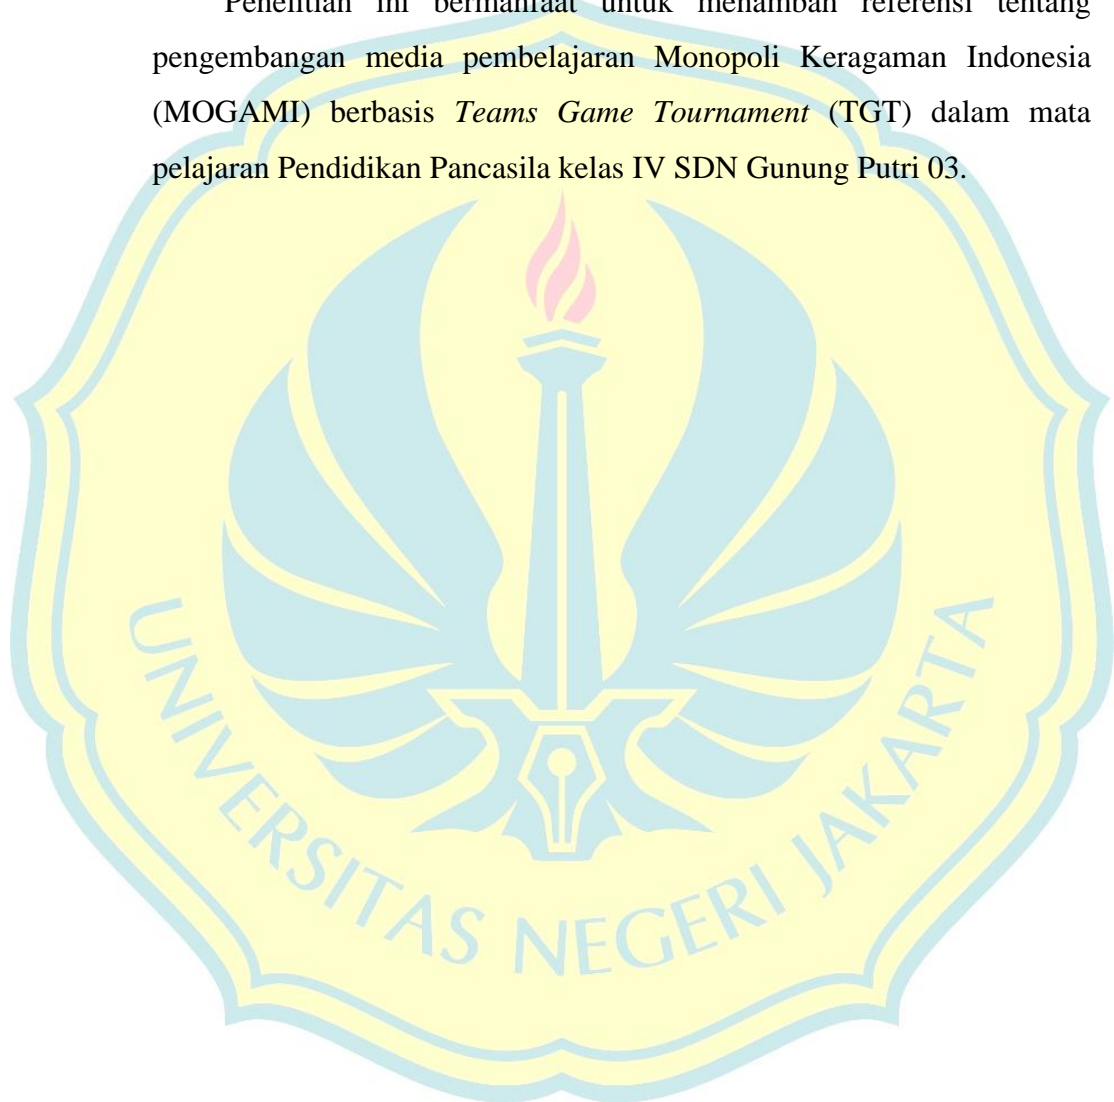 Penelitian ini bermanfaat untuk menambah referensi tentang
pengembangan media pembelajaran Monopoli Keragaman Indonesia
(MOGAMI) berbasis Teams Game Tournament (TGT) dalam mata
pelajaran Pendidikan Pancasila kelas IV SDN Gunung Putri 03.
UNIVERSITAS NEGERI JAKARTA